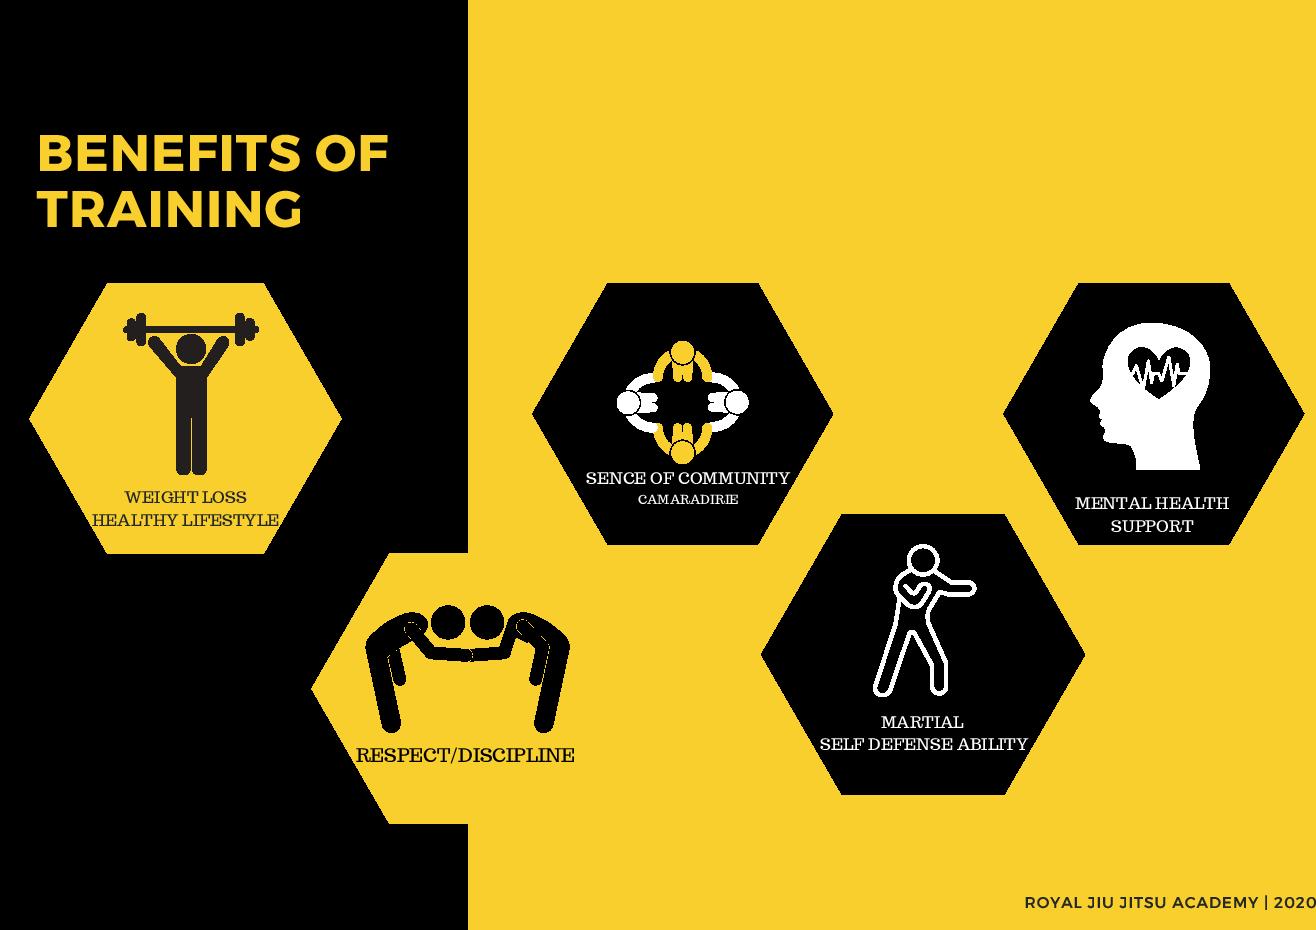 BENEFITS OF
TRAINING
WEIGHT LOSS
HEALTHY LIFESTYLE
RESPECT/DISCIPLINE
SENCE OF COMMUNITY
CAMARADIRIE
MARTIAL
SELF DEFENSE ABILITY
MENTAL HEALTH
SUPPORT
ROYAL JIU JITSU ACADEMY | 2020